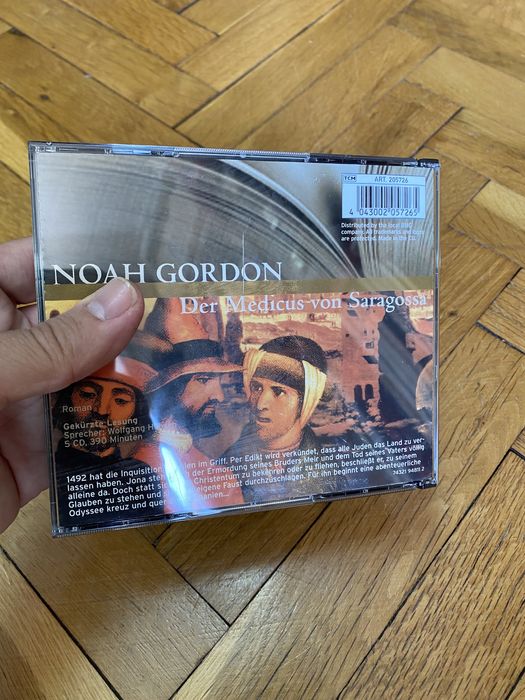 TCM
ART. 205726
4 043002 057265
Distributed by the local BMG
company. All trademarks and logos
are protected. Made in the CD.
NOAH GORDON
Der Medicus von Saragossa
Roman
Gekürzte Lesung
Sprecher: Wolfgang
5 CD, 390 Minuten
1492 hat die Inquisition im Griff. Per Edikt wird verkündet, dass alle Juden das Land zu ver-
lassen haben. Jona der Ermordung seines Bruders Meir und dem Tod seines Vaters völlig
alleine da. Doch statt Christentum zu bekehren oder zu fliehen, beschließt er, zu seinem
Glauben zu stehen und eigene Faust durchzuschlagen. Für ihn beginnt eine abenteuerliche
Odyssee kreuz und
74321 94601 2